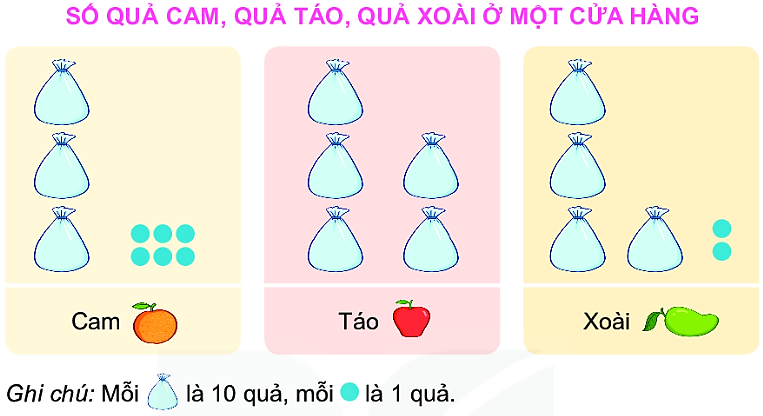 SỐ QUẢ CAM, QUẢ TÁO, QUẢ XOÀI Ở MỘT CỬA HÀNG
Cam
Táo
Xoài
Ghi chú: Mỗi là 10 quả, mỗi là 1 quả.